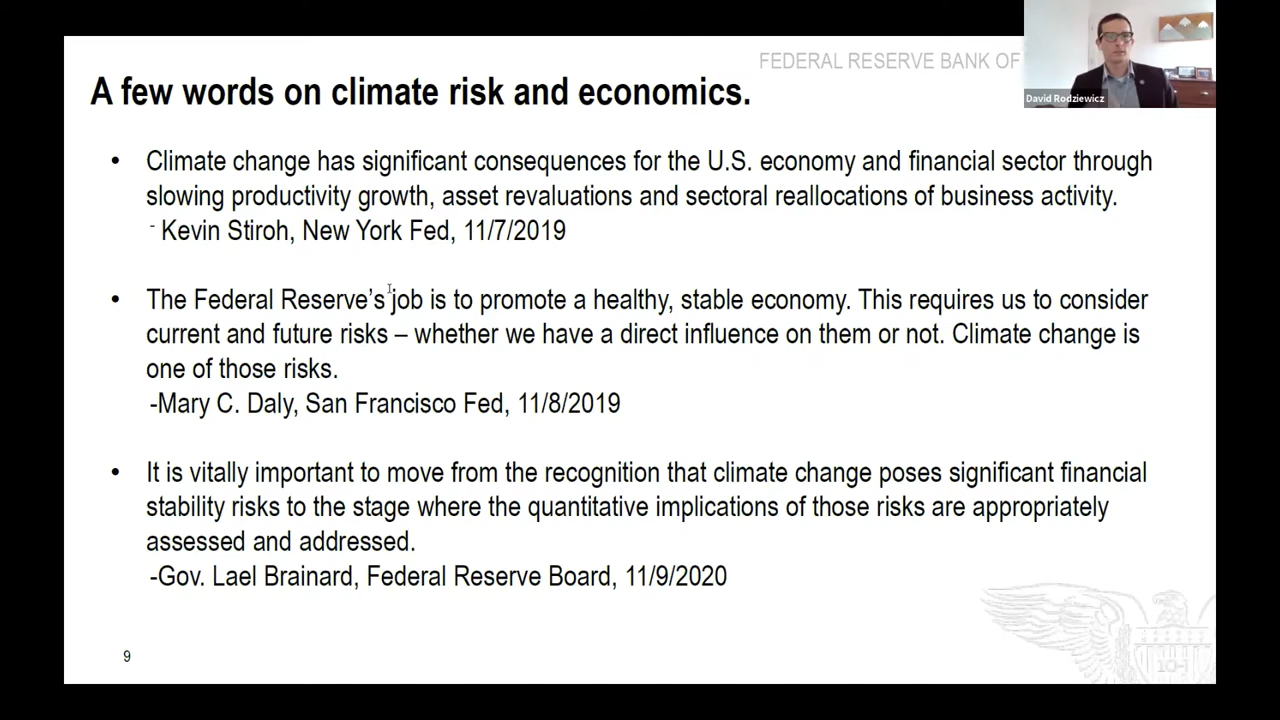 FEDERAL RESERVE BANK OF
David Rodziewicz
A few words on climate risk and economics.
• Climate change has significant consequences for the U.S. economy and financial sector through
slowing productivity growth, asset revaluations and sectoral reallocations of business activity.
- Kevin Stiroh, New York Fed, 11/7/2019
• The Federal Reserve’s job is to promote a healthy, stable economy. This requires us to consider
current and future risks – whether we have a direct influence on them or not. Climate change is
one of those risks.
-Mary C. Daly, San Francisco Fed, 11/8/2019
• It is vitally important to move from the recognition that climate change poses significant financial
stability risks to the stage where the quantitative implications of those risks are appropriately
assessed and addressed.
-Gov. Lael Brainard, Federal Reserve Board, 11/9/2020
9
10-J